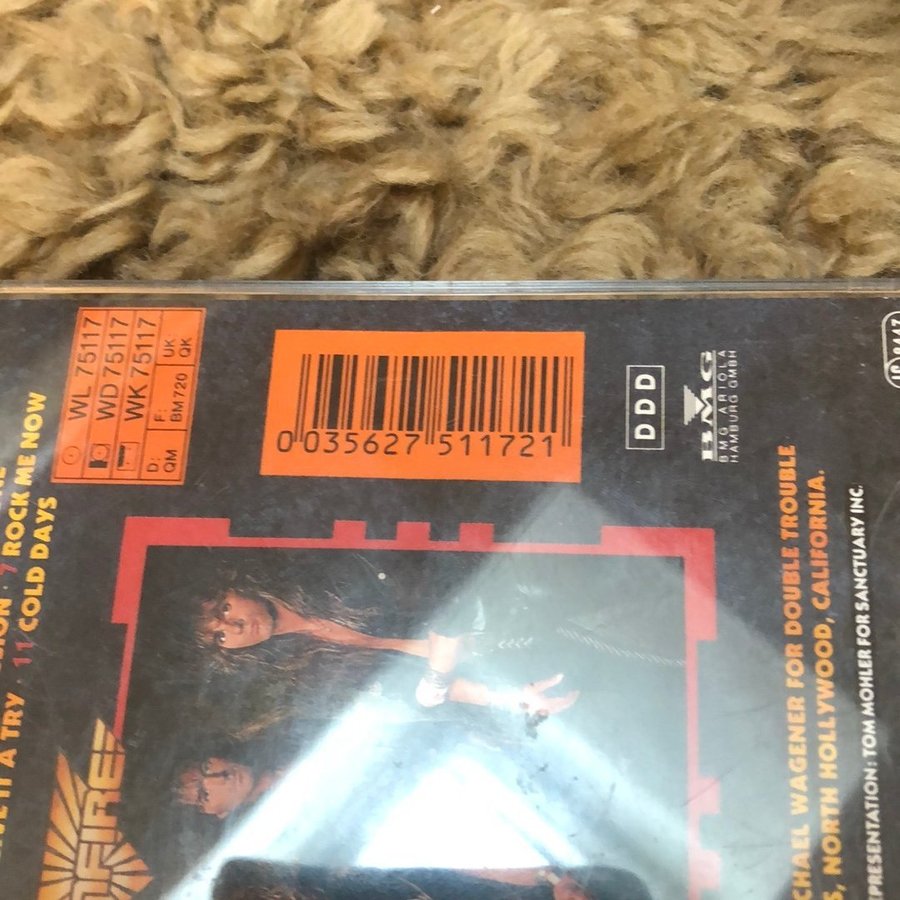 WL 75117
WD 75117
WK 75117
D: QM
F: BM720
UK: QK
0 035627 511721
DDD
BMG
BMG ARIOLA
HAMBURG GMBH
7 ROCK ME NOW
IT A TRY · 11 COLD DAYS
WAGENER FOR DOUBLE TROUBLE
NORTH HOLLYWOOD, CALIFORNIA.
TOM MOHLER FOR SANCTUARY INC.